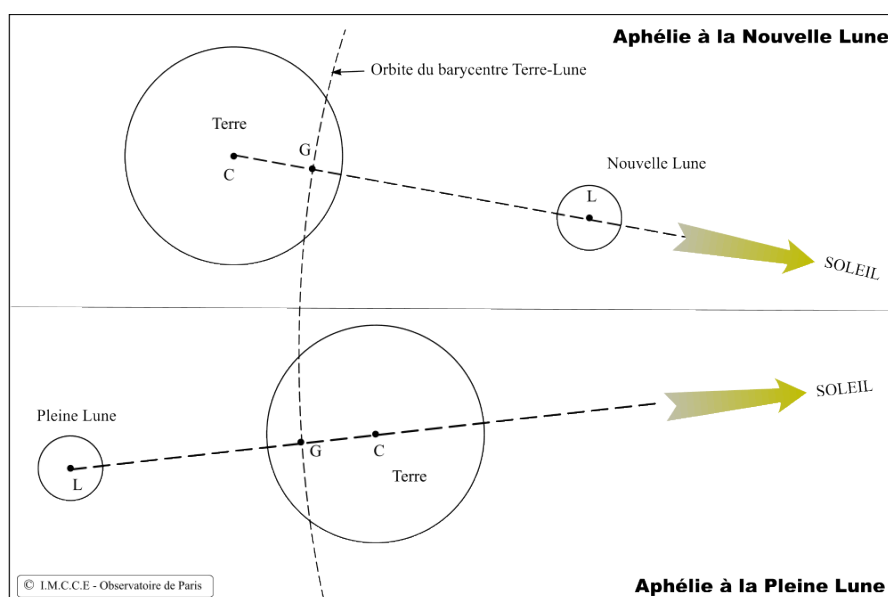 Aphélie à la Nouvelle Lune
Orbite du barycentre Terre-Lune
Terre
G
C
Nouvelle Lune
L
SOLEIL
SOLEIL
Pleine Lune
L
G
C
Terre
© I.M.C.C.E - Observatoire de Paris
Aphélie à la Pleine Lune